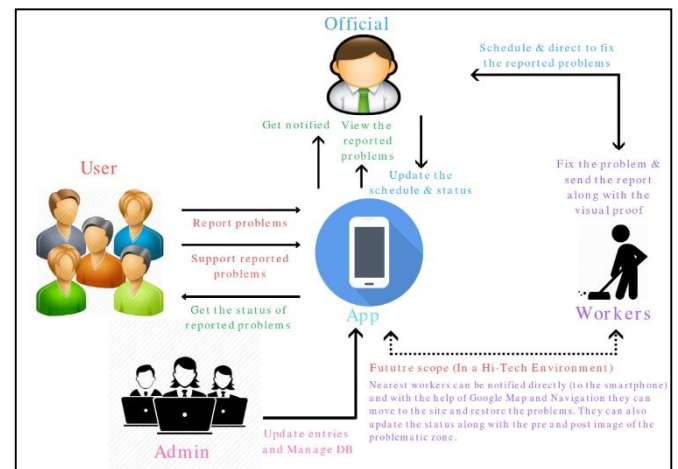 Official
Schedule & direct to fix
the reported problems
Get notified
View the
reported
problems
Update the
schedule & status
User
Report problems
Support reported
problems
Get the status of
reported problems
App
Fix the problem &
send the report
along with the
visual proof
Workers
Fututre scope (In a Hi-Tech Environment)
Nearest workers can be notified directly (to the smartphone)
and with the help of Google Map and Navigation they can
move to the site and restore the problems. They can also
update the status along with the pre and post image of the
problematic zone.
Update entries
and Manage DB
Admin